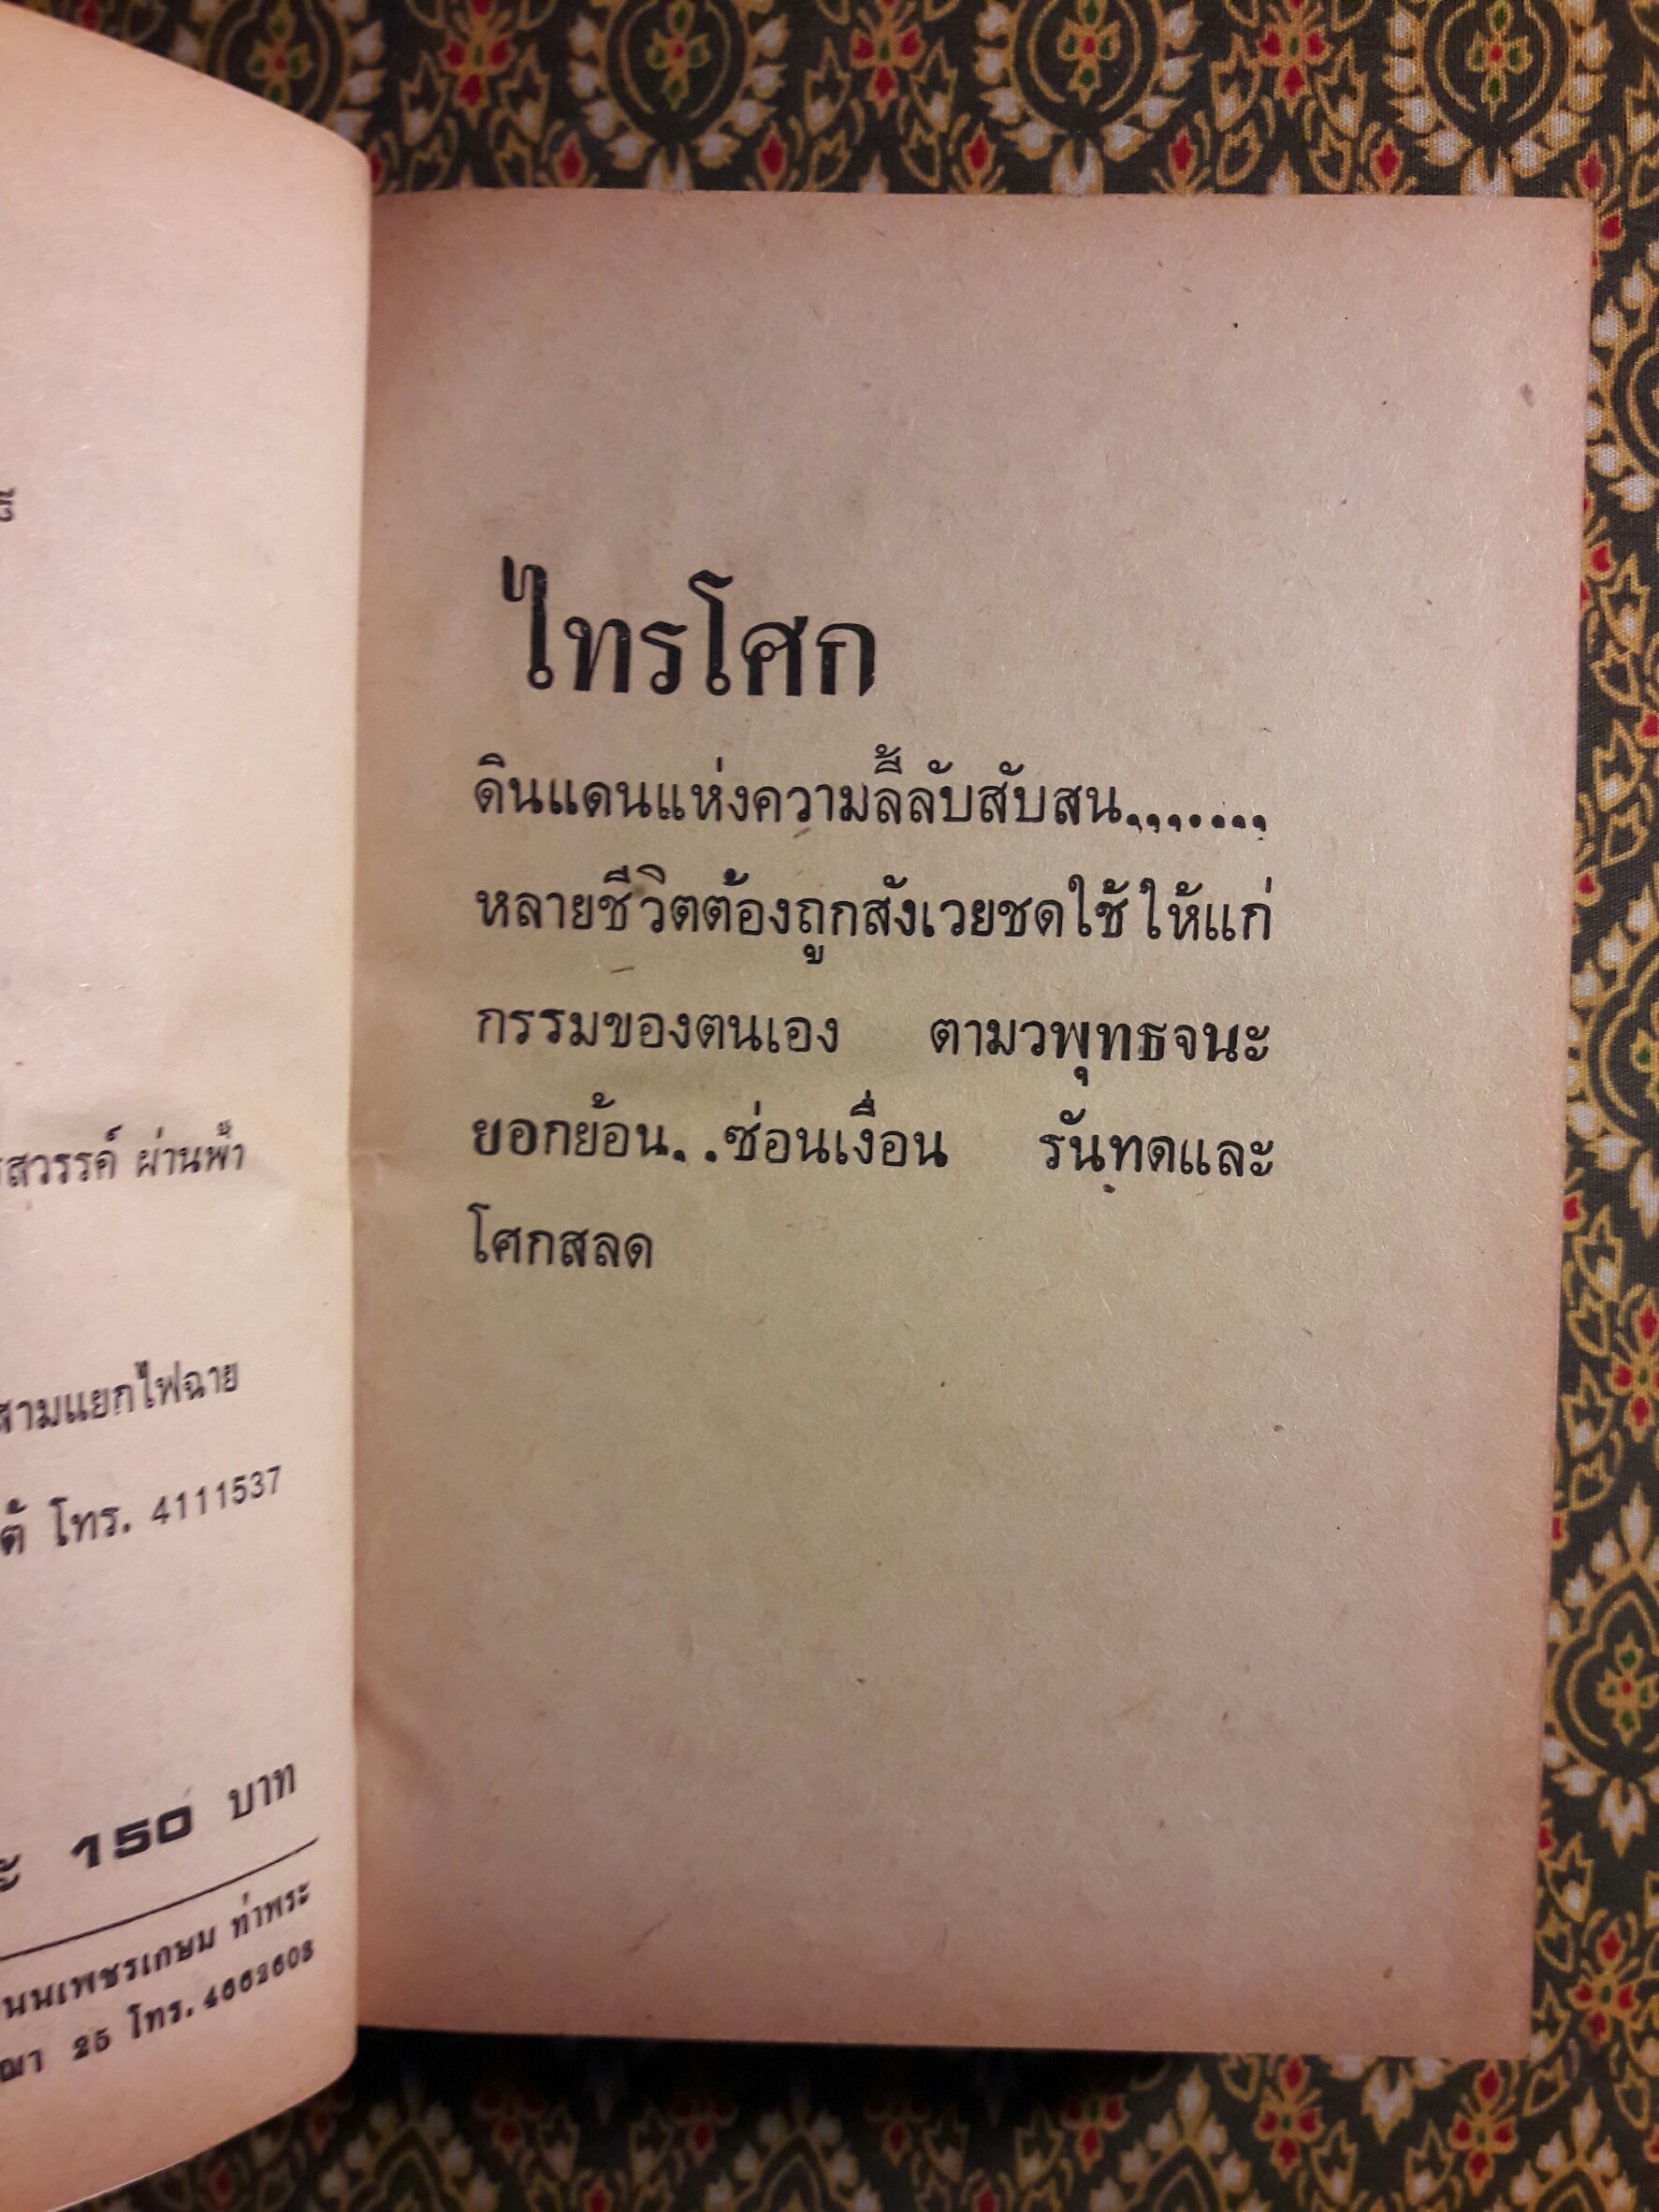 สุวรรค์ ผ่านฟ้า
สามแยกไฟฉาย
โทร. 4111537
150 บาท
นนเพชรเกษม ท่าพระ
25 โทร. 4662603
ไทรโศก
ดินแดนแห่งความลี้ลับสับสน........
หลายชีวิตต้องถูกสังเวยชดใช้ให้แก่
กรรมของตนเอง ตามวพุทธจนะ
ยอกย้อน..ซ่อนเงื่อน รันทดและ
โศกสลด